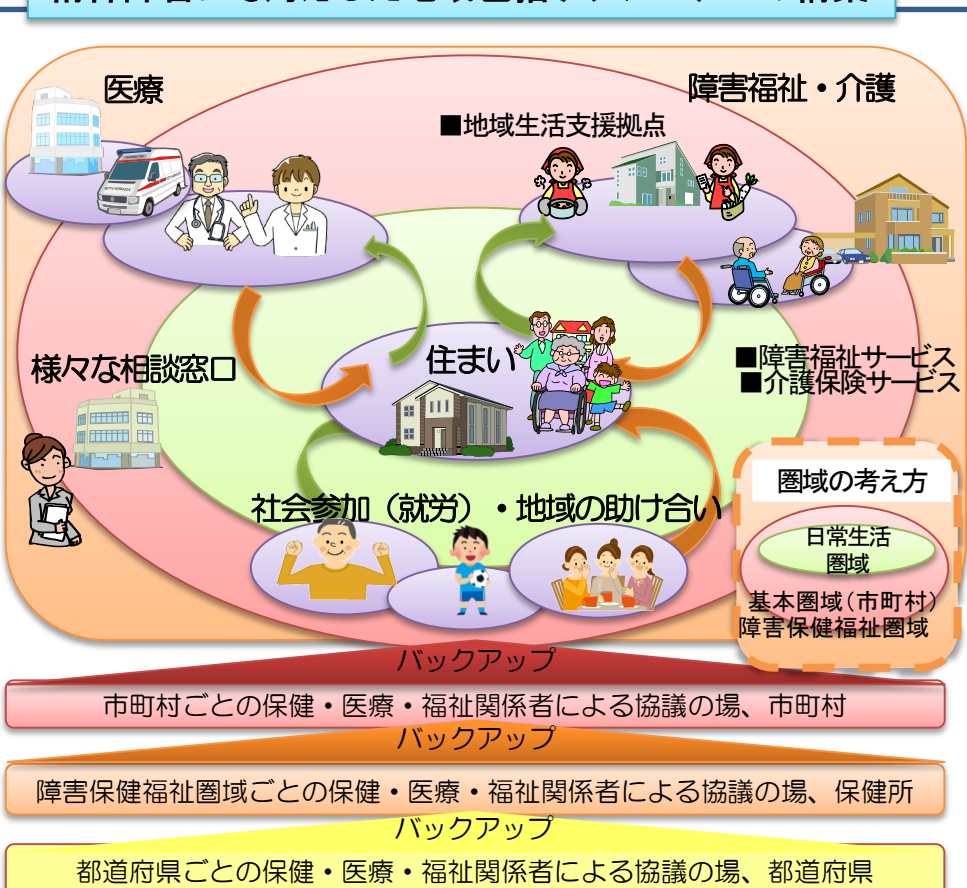 医療
障害福祉・介護
■地域生活支援拠点
様々な相談窓口
住まい
■障害福祉サービス
■介護保険サービス
社会参加（就労）・地域の助け合い
圏域の考え方
日常生活
圏域
基本圏域（市町村）
障害保健福祉圏域
バックアップ
市町村ごとの保健・医療・福祉関係者による協議の場、市町村
バックアップ
障害保健福祉圏域ごとの保健・医療・福祉関係者による協議の場、保健所
バックアップ
都道府県ごとの保健・医療・福祉関係者による協議の場、都道府県